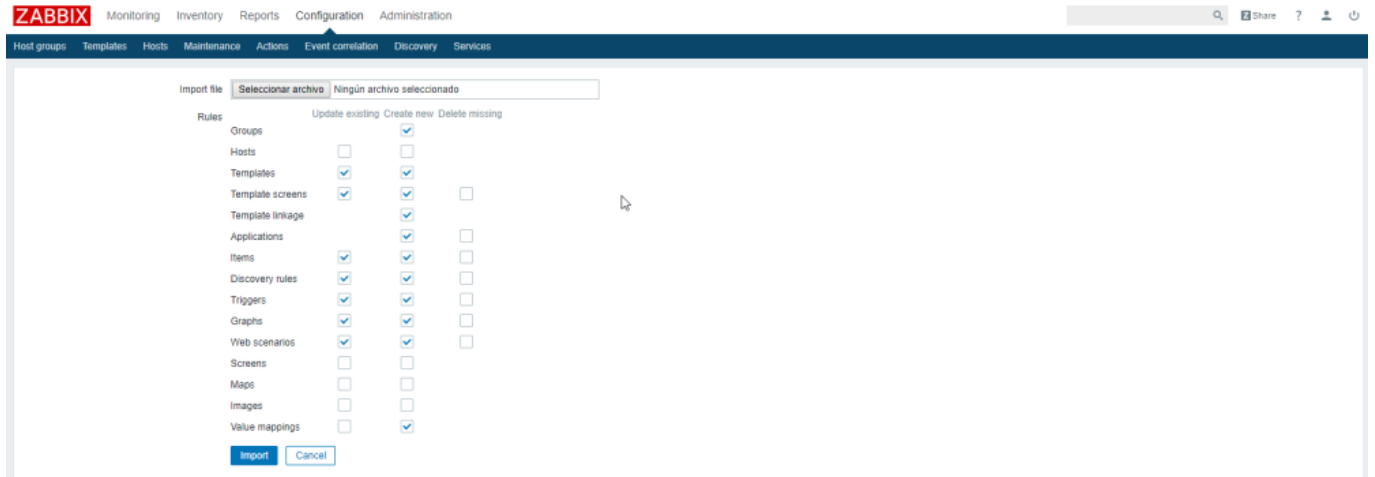 ZABBIX Monitoring Inventory Reports Configuration Administration Z Share ?
Host groups Templates Hosts Maintenance Actions Event correlation Discovery Services
Import file Seleccionar archivo Ningún archivo seleccionado
Rules Update existing Create new Delete missing
Groups
Hosts
Templates
Template screens
Template linkage
Applications
Items
Discovery rules
Triggers
Graphs
Web scenarios
Screens
Maps
Images
Value mappings
Import Cancel